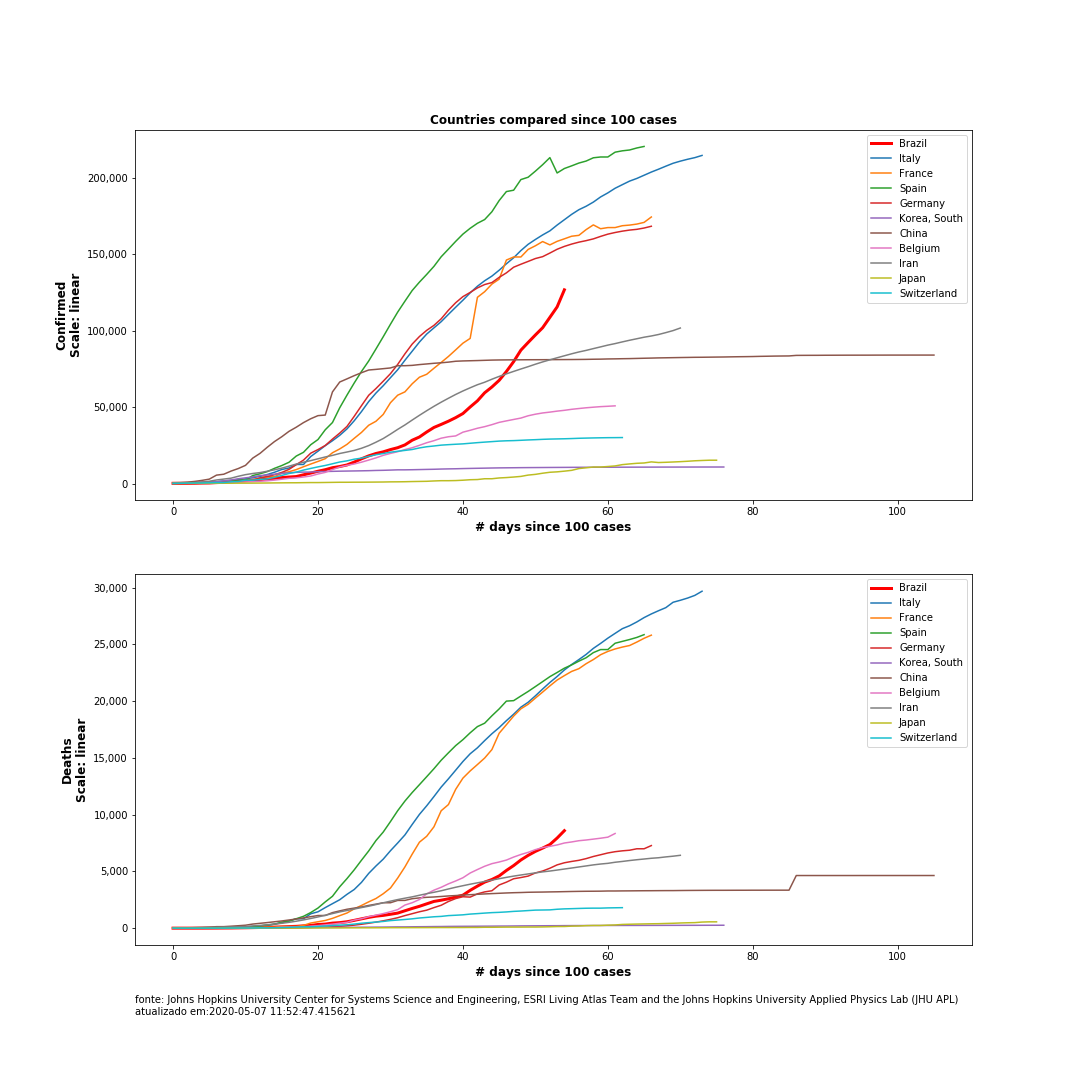 Countries compared since 100 cases
Confirmed
Scale: linear
200,000
150,000
100,000
50,000
0
Brazil
Italy
France
Spain
Germany
Korea, South
China
Belgium
Iran
Japan
Switzerland
0 20 40 60 80 100
# days since 100 cases
Deaths
Scale: linear
30,000
25,000
20,000
15,000
10,000
5,000
0
Brazil
Italy
France
Spain
Germany
Korea, South
China
Belgium
Iran
Japan
Switzerland
0 20 40 60 80 100
# days since 100 cases
fonte: Johns Hopkins University Center for Systems Science and Engineering, ESRI Living Atlas Team and the Johns Hopkins University Applied Physics Lab (JHU APL)
atualizado em:2020-05-07 11:52:47.415621